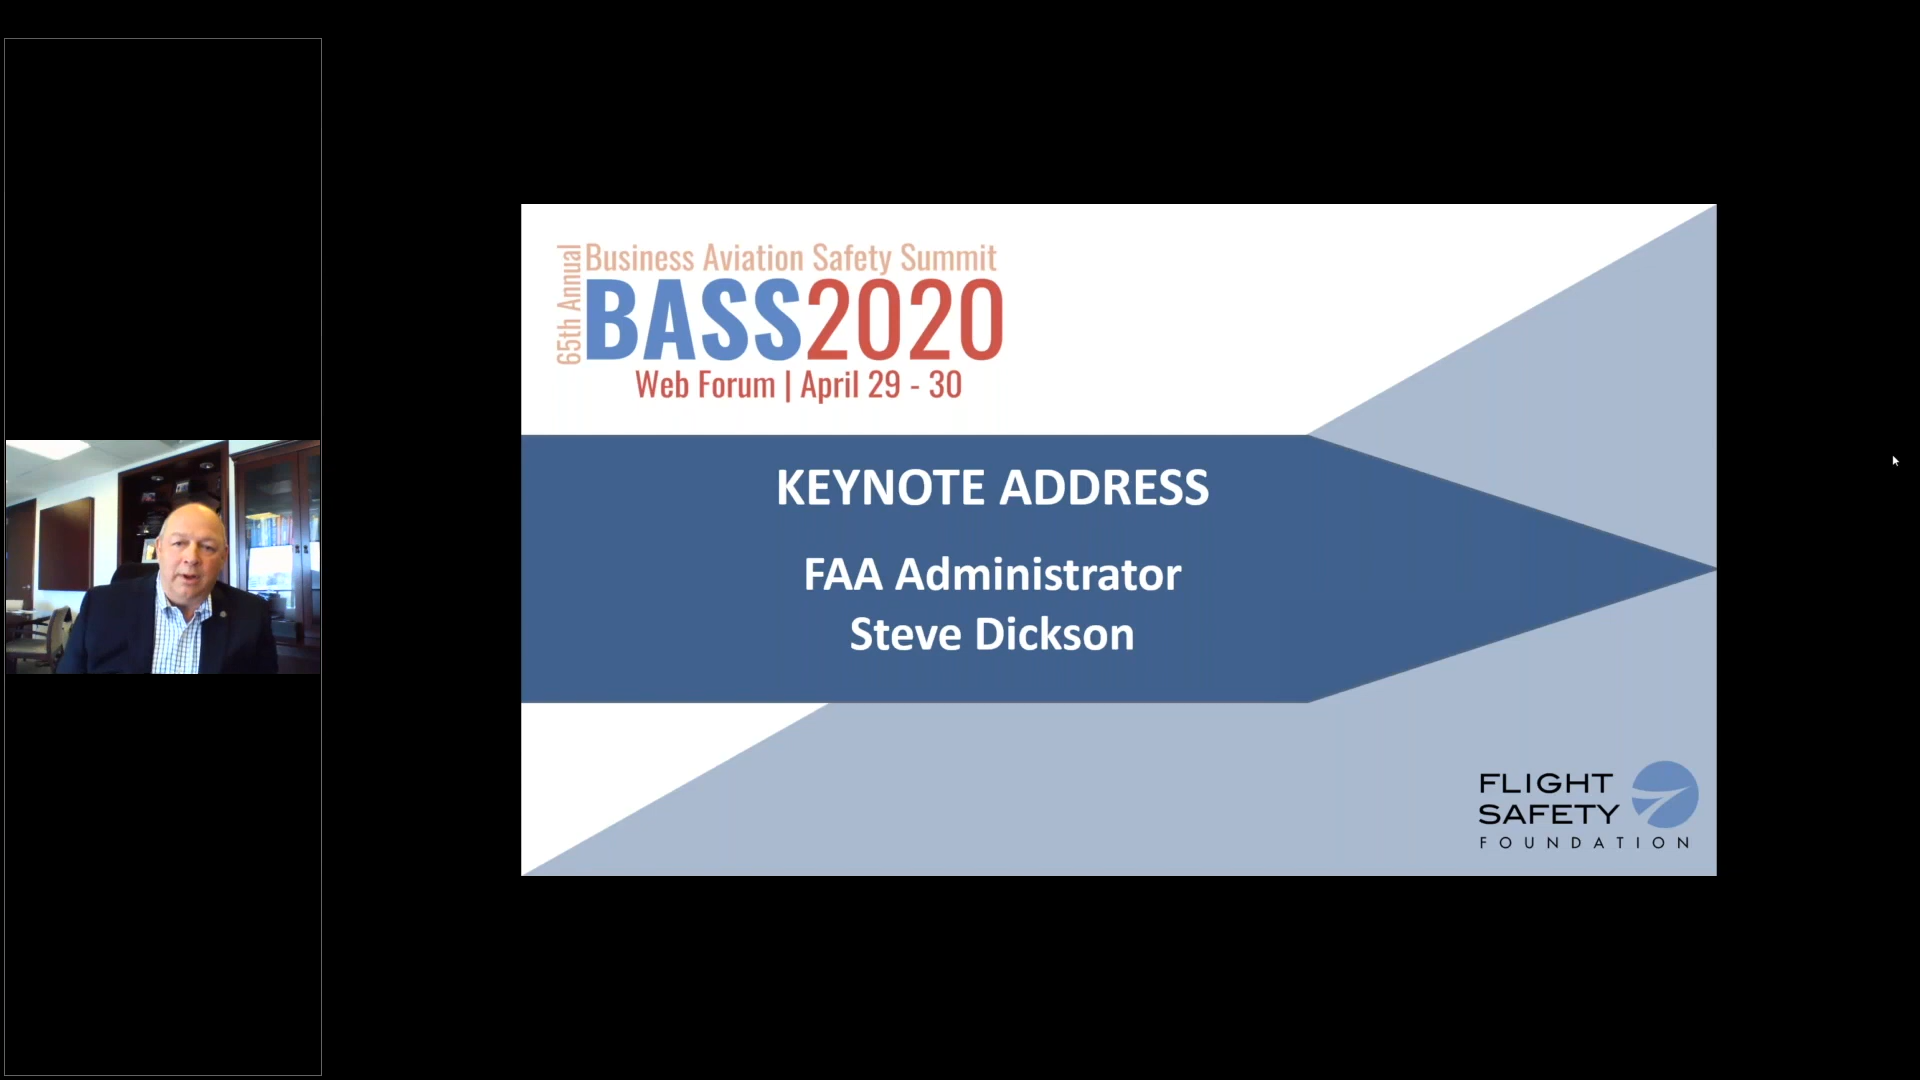 65th Annual
Business Aviation Safety Summit
BASS2020
Web Forum | April 29 - 30
KEYNOTE ADDRESS
FAA Administrator
Steve Dickson
FLIGHT
SAFETY
FOUNDATION